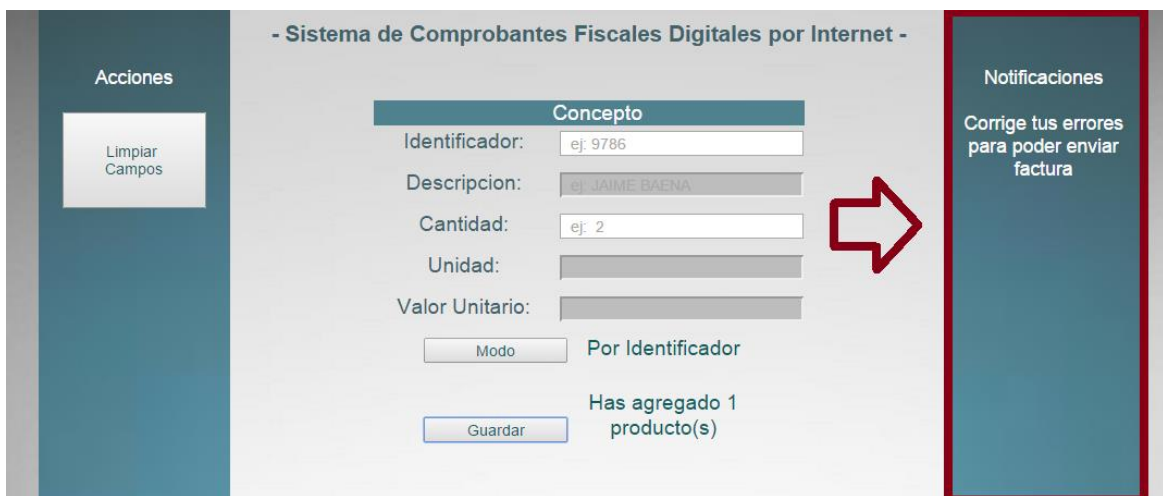 - Sistema de Comprobantes Fiscales Digitales por Internet -
Acciones
Limpiar
Campos
Concepto
Identificador:
ej: 9786
Descripcion:
ej: JAIME BAENA
Cantidad:
ej: 2
Unidad:
Valor Unitario:
Modo
Por Identificador
Guardar
Has agregado 1
producto(s)
Notificaciones
Corrige tus errores
para poder enviar
factura